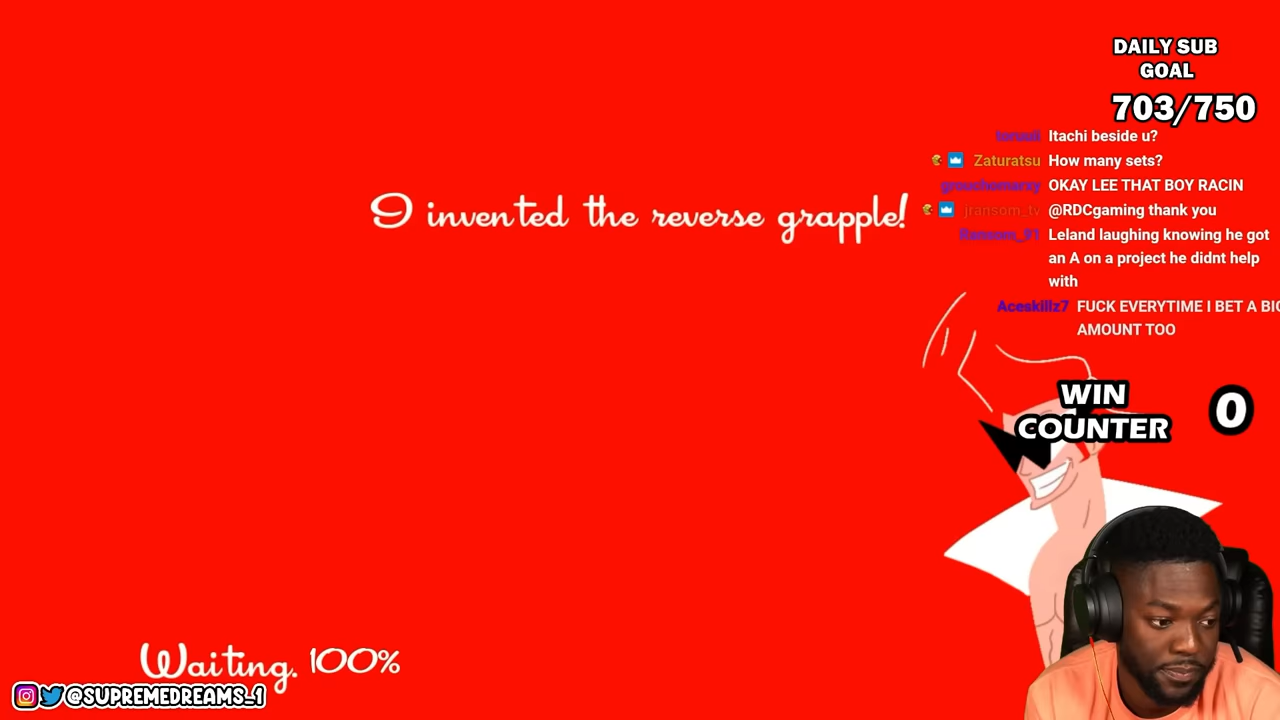 DAILY SUB
GOAL
703/750
Itachi beside u?
Zaturatsu How many sets?
OKAY LEE THAT BOY RACIN
jransom_tv @RDCgaming thank you
Leland laughing knowing he got
an A on a project he didnt help
with
Aceskillz7 FUCK EVERYTIME I BET A BIG
AMOUNT TOO
I invented the reverse grapple!
WIN
COUNTER
0
Waiting. 100%
@SUPREMEDREAMS_1